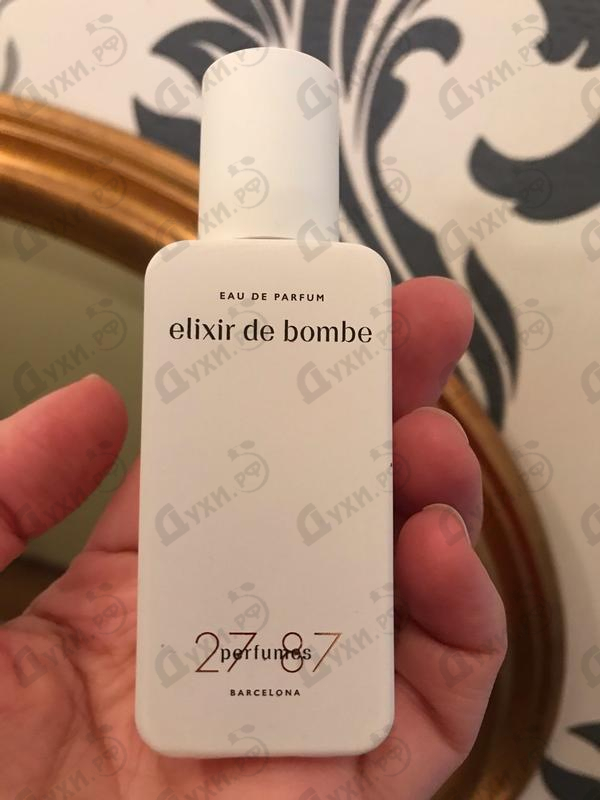 EAU DE PARFUM
elixir de bombe
27 87
perfumes
BARCELONA
Духи.рф